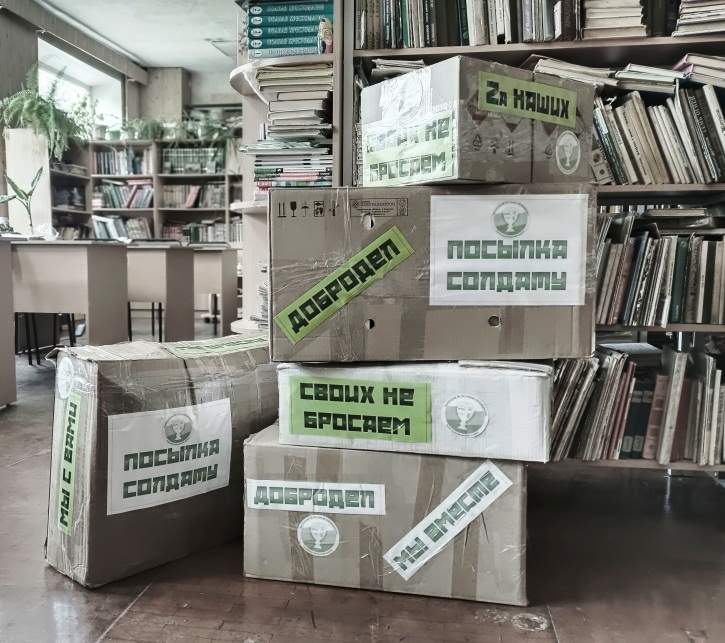 Zа НАШИХ
СВОИХ НЕ
БРОСАЕМ
ДОБРОДЕЛ
ПОСЫЛКА
СОЛДАТУ
СВОИХ НЕ
БРОСАЕМ
МЫ С ВАМИ
ПОСЫЛКА
СОЛДАТУ
ДОБРОДЕЛ
МЫ ВМЕСТЕ